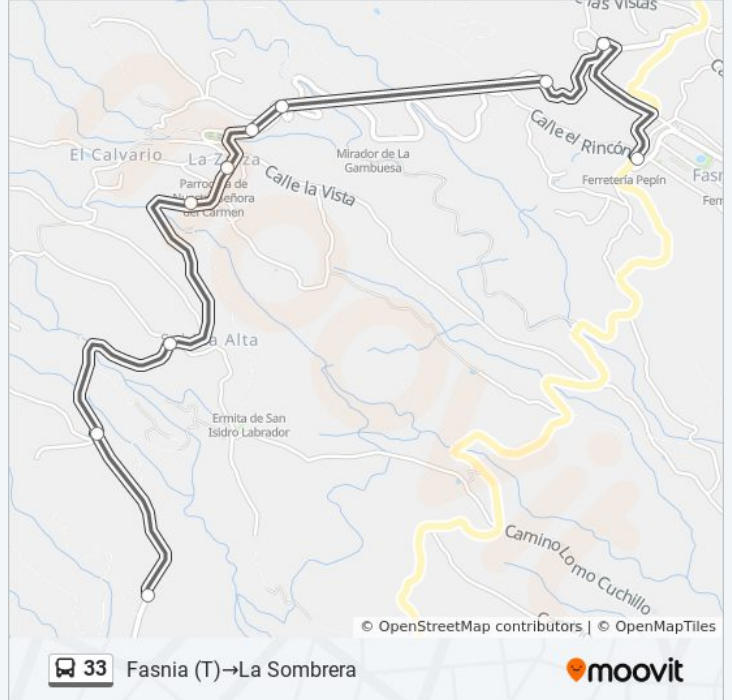 las Vistas
Calle el Rincón
El Calvario
La Zarza
Mirador de La
Gambuesa
Ferretería Pepín
Parroquia de
Nuestra Señora
del Carmen
Calle la Vista
Alta
Ermita de San
Isidro Labrador
Camino Lomo Cuchillo
© OpenStreetMap contributors | © OpenMapTiles
33 Fasnia (T)→La Sombrera
moovit